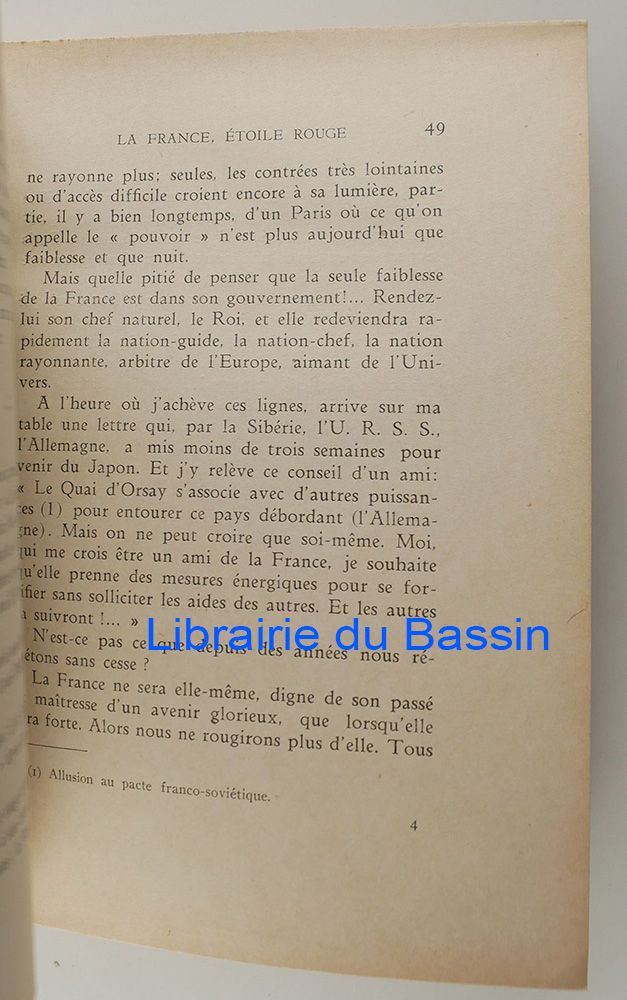 LA FRANCE, ÉTOILE ROUGE 49
ne rayonne plus; seules, les contrées très lointaines
ou d'accès difficile croient encore à sa lumière, par-
tie, il y a bien longtemps, d'un Paris où ce qu'on
appelle le « pouvoir » n'est plus aujourd'hui que
faiblesse et que nuit.
Mais quelle pitié de penser que la seule faiblesse
de la France est dans son gouvernement!... Rendez-
lui son chef naturel, le Roi, et elle redeviendra ra-
pidement la nation-guide, la nation-chef, la nation
rayonnante, arbitre de l'Europe, aimant de l'Uni-
vers.
A l'heure où j'achève ces lignes, arrive sur ma
table une lettre qui, par la Sibérie, l'U. R. S. S.,
l'Allemagne, a mis moins de trois semaines pour
venir du Japon. Et j'y relève ce conseil d'un ami:
« Le Quai d'Orsay s'associe avec d'autres puissan-
ces (1) pour entourer ce pays débordant (l'Allema-
gne). Mais on ne peut croire que soi-même. Moi,
qui me crois être un ami de la France, je souhaite
qu'elle prenne des mesures énergiques pour se for-
ifier sans solliciter les aides des autres. Et les autres
a suivront !... »
Librairie du Bassin
N'est-ce pas ce que depuis des années nous ré-
étons sans cesse ?
La France ne sera elle-même, digne de son passé
maîtresse d'un avenir glorieux, que lorsqu'elle
ra forte. Alors nous ne rougirons plus d'elle. Tous
(1) Allusion au pacte franco-soviétique.
4